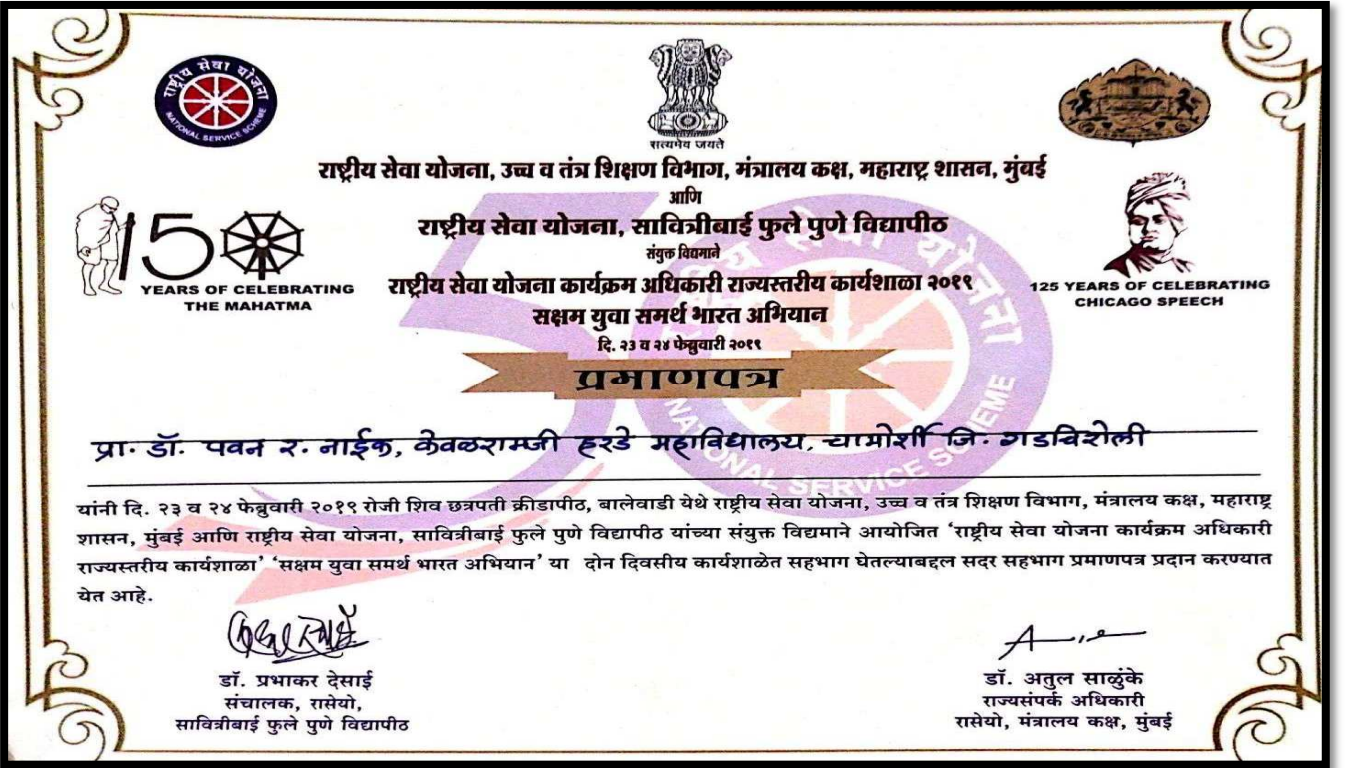 राष्ट्रीय सेवा योजना
NATIONAL SERVICE SCHEME
सत्यमेव जयते
राष्ट्रीय सेवा योजना, उच्च व तंत्र शिक्षण विभाग, मंत्रालय कक्ष, महाराष्ट्र शासन, मुंबई
आणि
राष्ट्रीय सेवा योजना, सावित्रीबाई फुले पुणे विद्यापीठ
संयुक्त विद्यमाने
150
YEARS OF CELEBRATING
THE MAHATMA
राष्ट्रीय सेवा योजना कार्यक्रम अधिकारी राज्यस्तरीय कार्यशाळा २०१९
125 YEARS OF CELEBRATING
CHICAGO SPEECH
सक्षम युवा समर्थ भारत अभियान
दि. २३ व २४ फेब्रुवारी २०१९
प्रमाणपत्र
राष्ट्रीय सेवा योजना
NATIONAL SERVICE SCHEME
प्रा. डॉ. पवन र. नाईक, केवळरामजी हरडे महाविद्यालय, चामोर्शी जि. गडचिरोली
यांनी दि. २३ व २४ फेब्रुवारी २०१९ रोजी शिव छत्रपती क्रीडापीठ, बालेवाडी येथे राष्ट्रीय सेवा योजना, उच्च व तंत्र शिक्षण विभाग, मंत्रालय कक्ष, महाराष्ट्र
शासन, मुंबई आणि राष्ट्रीय सेवा योजना, सावित्रीबाई फुले पुणे विद्यापीठ यांच्या संयुक्त विद्यमाने आयोजित 'राष्ट्रीय सेवा योजना कार्यक्रम अधिकारी
राज्यस्तरीय कार्यशाळा' 'सक्षम युवा समर्थ भारत अभियान' या दोन दिवसीय कार्यशाळेत सहभाग घेतल्याबद्दल सदर सहभाग प्रमाणपत्र प्रदान करण्यात
येत आहे.
डॉ. प्रभाकर देसाई
संचालक, रासेयो,
सावित्रीबाई फुले पुणे विद्यापीठ
डॉ. अतुल साळुंके
राज्यसंपर्क अधिकारी
रासेयो, मंत्रालय कक्ष, मुंबई